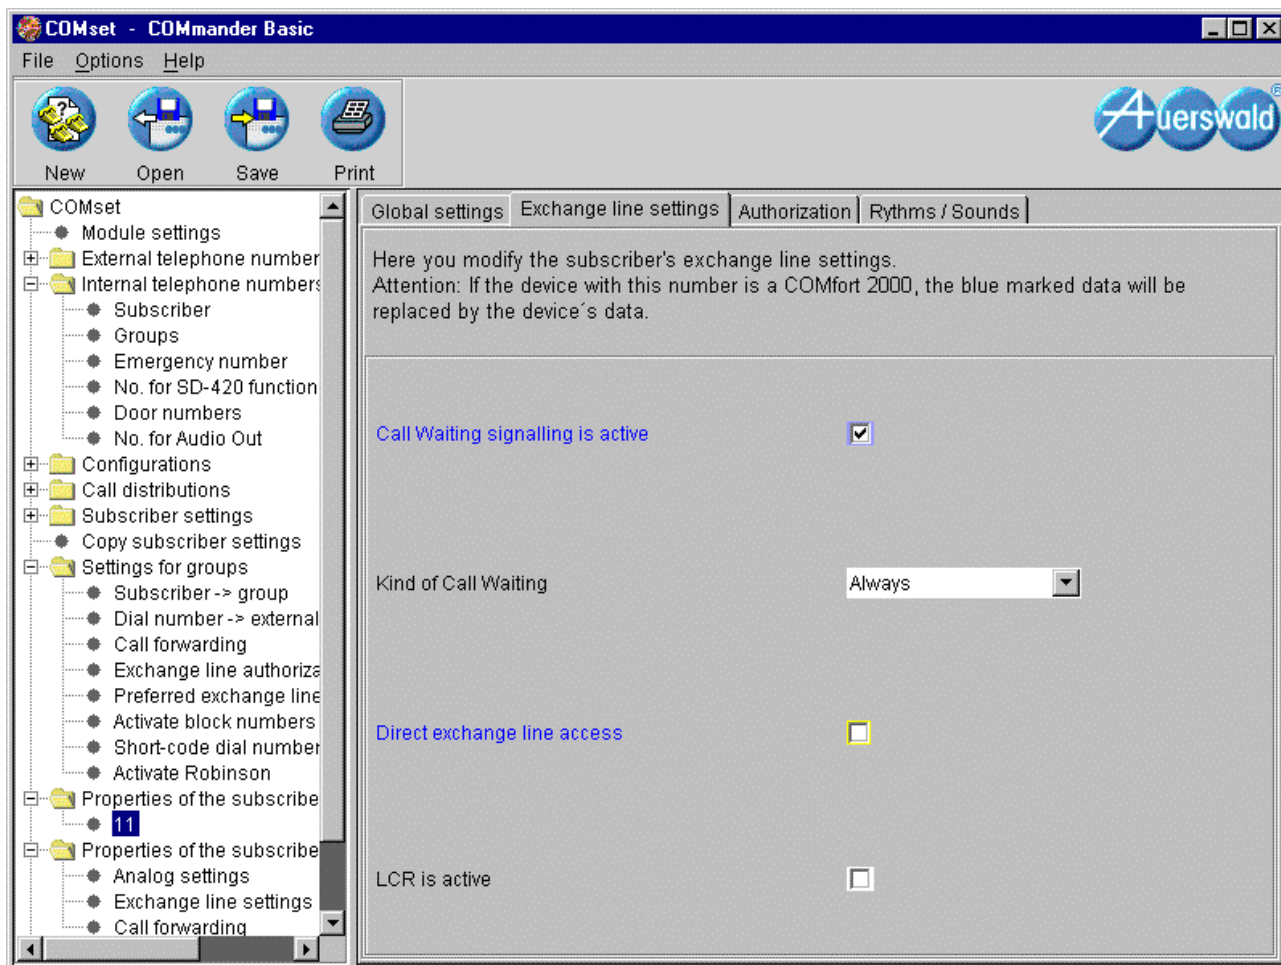 COMset - COMmander Basic
File Options Help
New Open Save Print
Auerswald ®
COMset
Module settings
External telephone number
Internal telephone numbers
Subscriber
Groups
Emergency number
No. for SD-420 function
Door numbers
No. for Audio Out
Configurations
Call distributions
Subscriber settings
Copy subscriber settings
Settings for groups
Subscriber -> group
Dial number -> external
Call forwarding
Exchange line authoriza
Preferred exchange line
Activate block numbers
Short-code dial number
Activate Robinson
Properties of the subscribe
11
Properties of the subscribe
Analog settings
Exchange line settings
Call forwarding
Global settings Exchange line settings Authorization Rythms / Sounds
Here you modify the subscriber's exchange line settings.
Attention: If the device with this number is a COMfort 2000, the blue marked data will be
replaced by the device´s data.
Call Waiting signalling is active
Kind of Call Waiting Always
Direct exchange line access
LCR is active